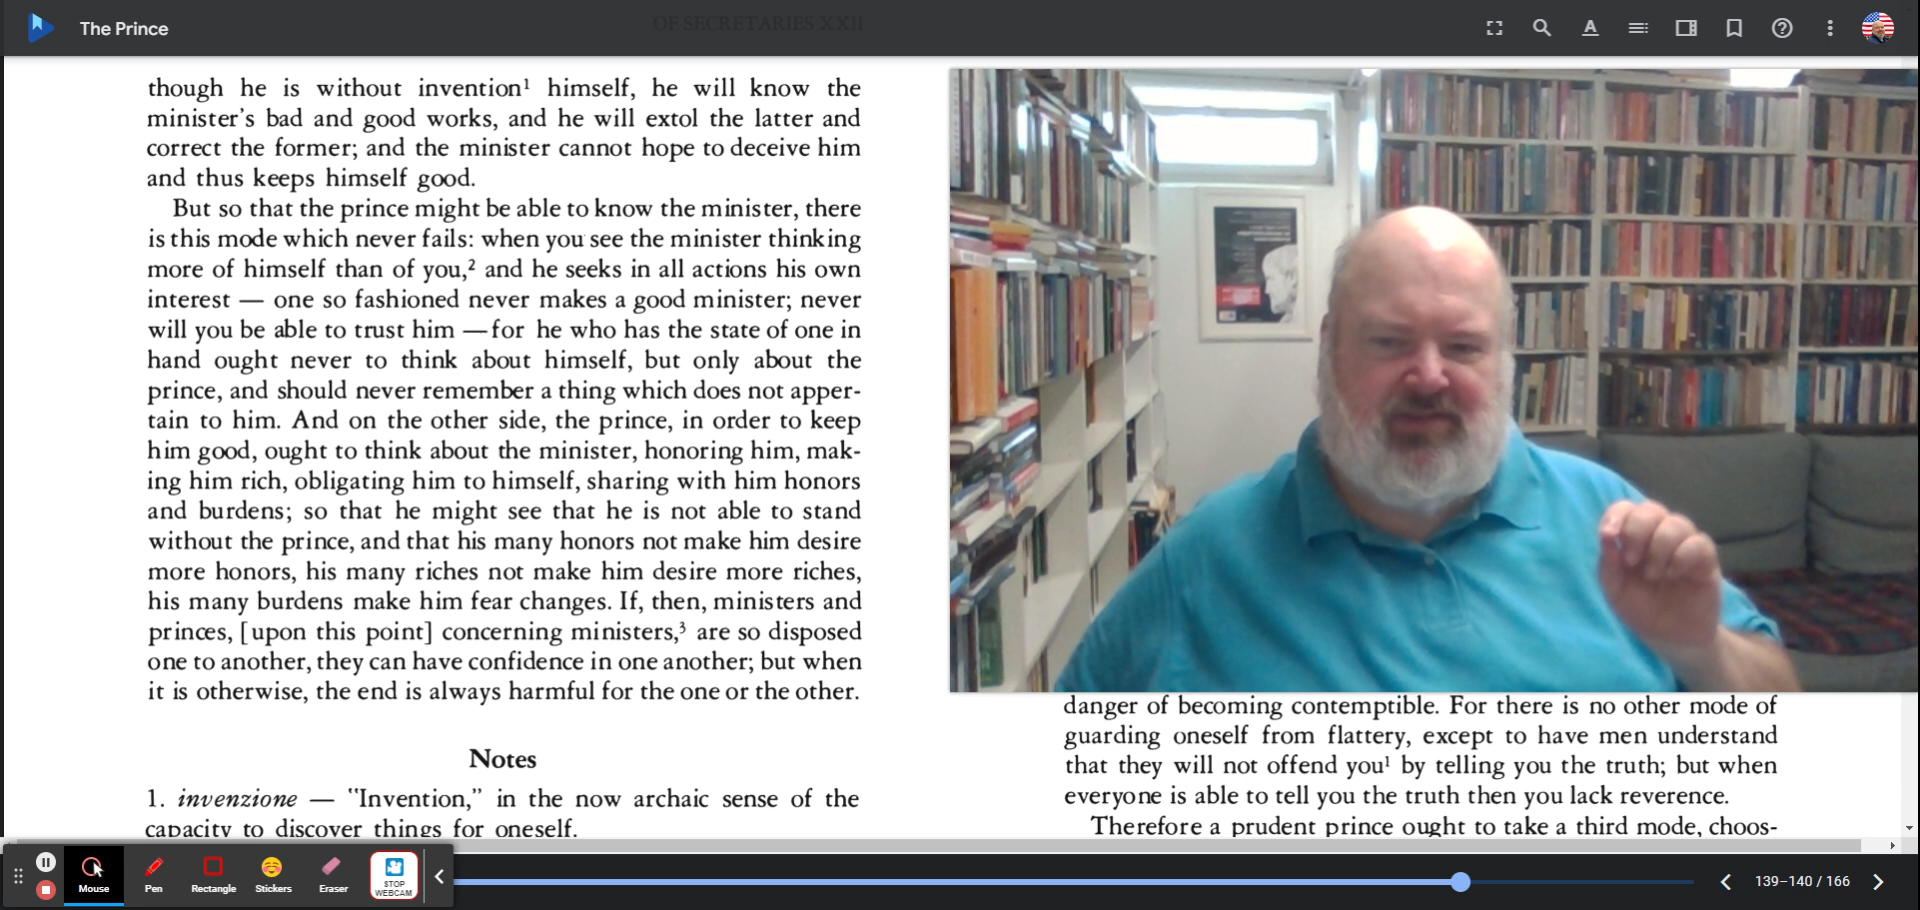 The Prince
OF SECRETARIES XXII
though he is without invention¹ himself, he will know the
minister's bad and good works, and he will extol the latter and
correct the former; and the minister cannot hope to deceive him
and thus keeps himself good.
But so that the prince might be able to know the minister, there
is this mode which never fails: when you see the minister thinking
more of himself than of you,² and he seeks in all actions his own
interest — one so fashioned never makes a good minister; never
will you be able to trust him — for he who has the state of one in
hand ought never to think about himself, but only about the
prince, and should never remember a thing which does not apper-
tain to him. And on the other side, the prince, in order to keep
him good, ought to think about the minister, honoring him, mak-
ing him rich, obligating him to himself, sharing with him honors
and burdens; so that he might see that he is not able to stand
without the prince, and that his many honors not make him desire
more honors, his many riches not make him desire more riches,
his many burdens make him fear changes. If, then, ministers and
princes, [upon this point] concerning ministers,³ are so disposed
one to another, they can have confidence in one another; but when
it is otherwise, the end is always harmful for the one or the other.
Notes
1. invenzione — "Invention," in the now archaic sense of the
capacity to discover things for oneself.
danger of becoming contemptible. For there is no other mode of
guarding oneself from flattery, except to have men understand
that they will not offend you¹ by telling you the truth; but when
everyone is able to tell you the truth then you lack reverence.
Therefore a prudent prince ought to take a third mode, choos-
Mouse
Pen
Rectangle
Stickers
Eraser
STOP
WEBCAM
139–140 / 166